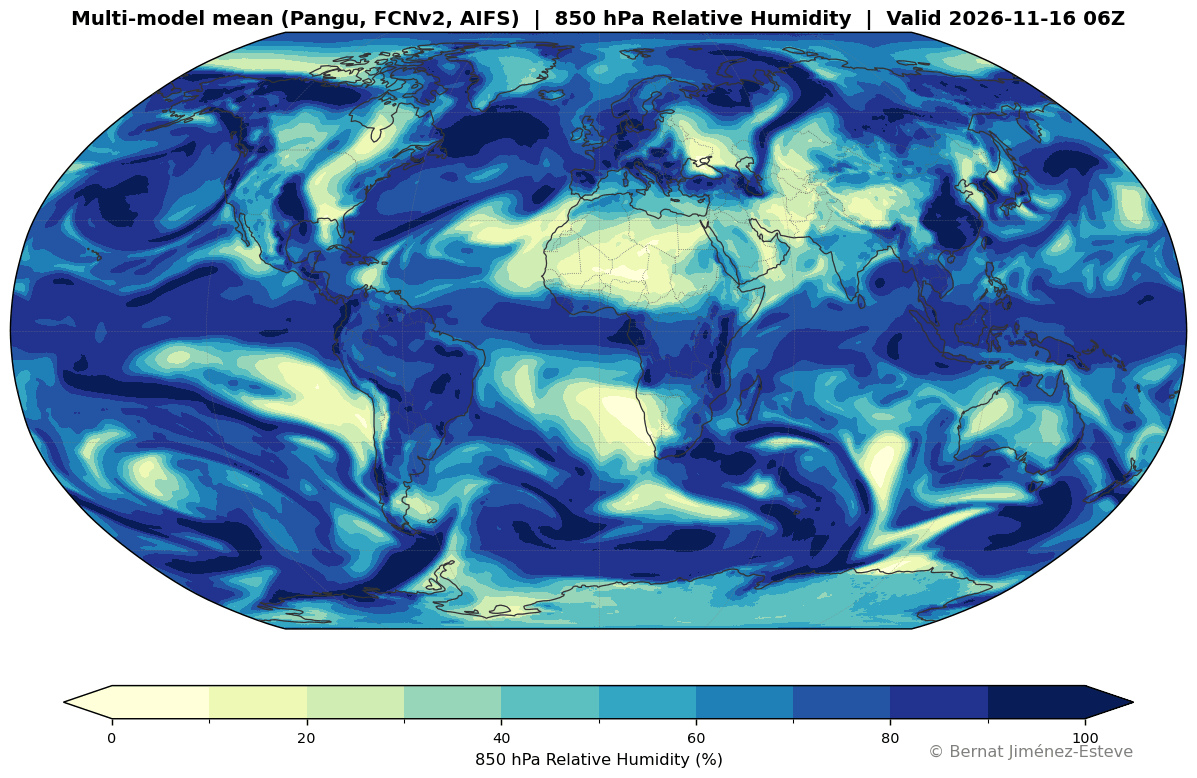 Multi-model mean (Pangu, FCNv2, AIFS)  |  850 hPa Relative Humidity  |  Valid 2026-11-16 06Z
0 20 40 60 80 100
850 hPa Relative Humidity (%)
© Bernat Jiménez-Esteve